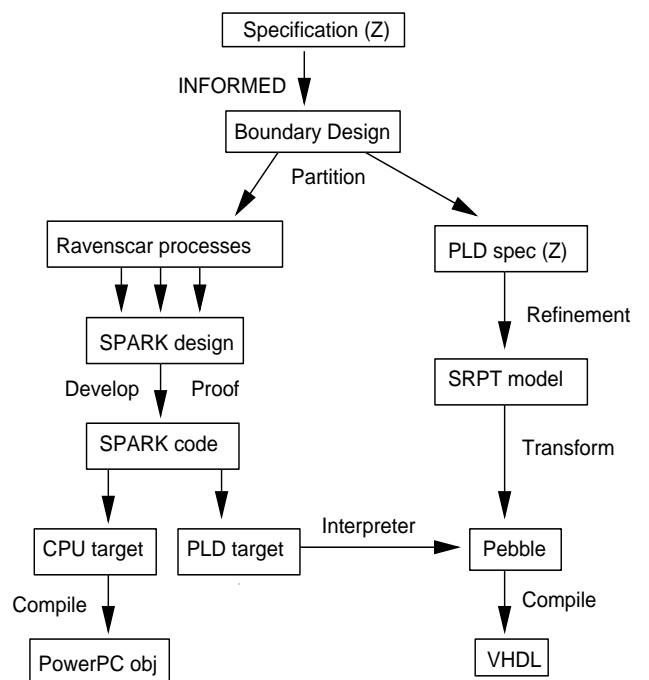 Specification (Z)
INFORMED
Boundary Design
Partition
Ravenscar processes
PLD spec (Z)
Refinement
SPARK design
SRPT model
Develop Proof
SPARK code
Transform
Interpreter
CPU target
PLD target
Pebble
Compile
Compile
PowerPC obj
VHDL